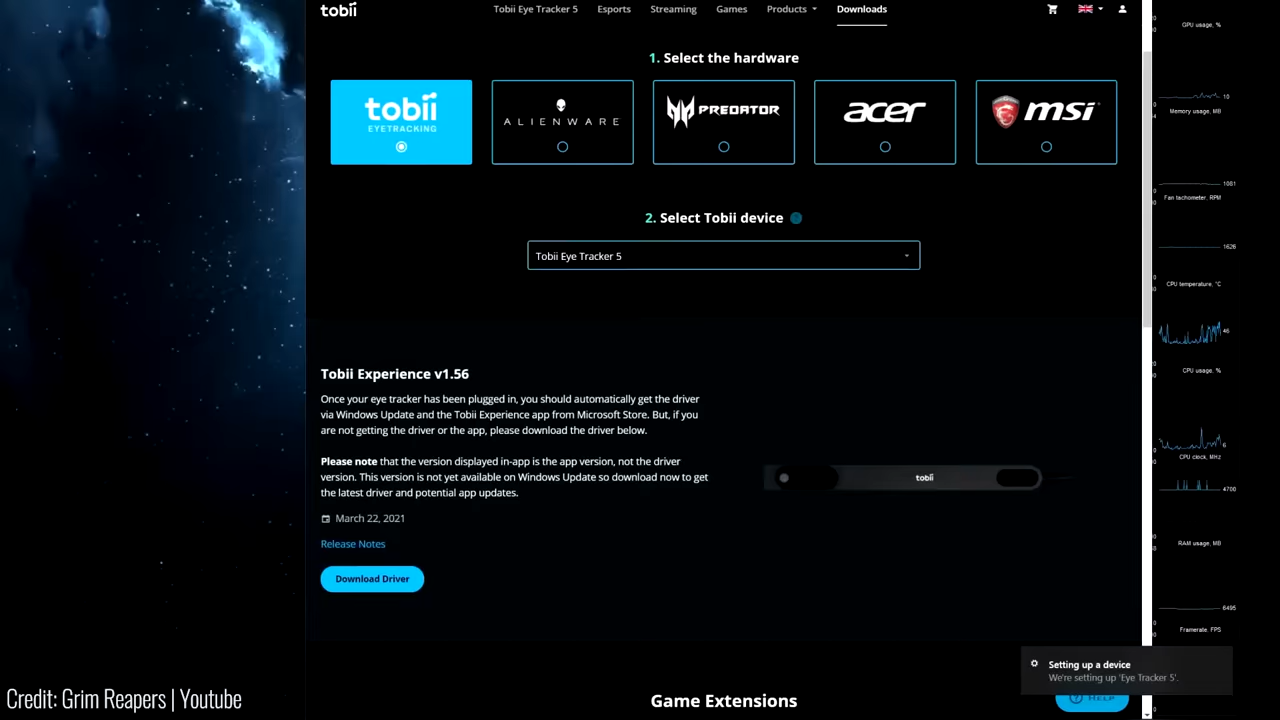 tobii
Tobii Eye Tracker 5 Esports Streaming Games Products Downloads
1. Select the hardware
tobii
EYETRACKING
ALIENWARE
PREDATOR
acer
msi
2. Select Tobii device
Tobii Eye Tracker 5
Tobii Experience v1.56
Once your eye tracker has been plugged in, you should automatically get the driver
via Windows Update and the Tobii Experience app from Microsoft Store. But, if you
are not getting the driver or the app, please download the driver below.
Please note that the version displayed in-app is the app version, not the driver
version. This version is not yet available on Windows Update so download now to get
the latest driver and potential app updates.
March 22, 2021
Release Notes
Download Driver
tobii
Game Extensions
Setting up a device
We're setting up 'Eye Tracker 5'.
HELP
GPU usage, %
10
Memory usage, MB
1081
Fan tachometer, RPM
1626
CPU temperature, °C
46
CPU usage, %
6
CPU clock, MHz
4700
RAM usage, MB
6495
Framerate, FPS
Credit: Grim Reapers | Youtube